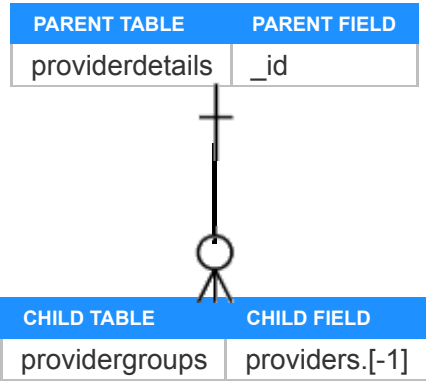 PARENT TABLE PARENT FIELD
providerdetails _id
CHILD TABLE CHILD FIELD
providergroups providers.[-1]